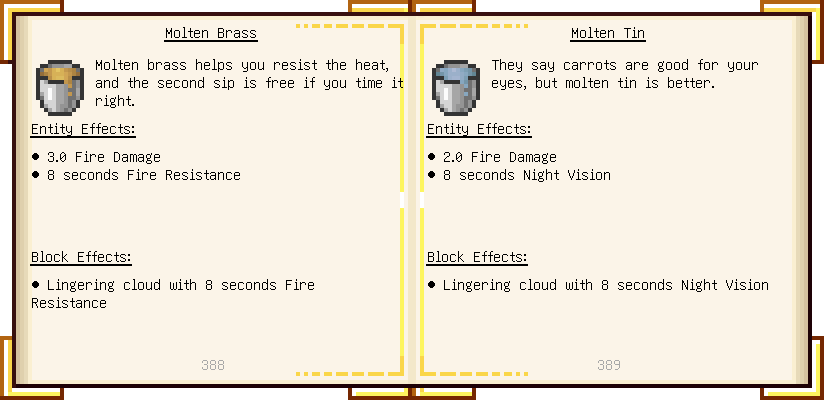 Molten Brass
Molten brass helps you resist the heat,
and the second sip is free if you time it
right.
Entity Effects:
● 3.0 Fire Damage
● 8 seconds Fire Resistance
Block Effects:
● Lingering cloud with 8 seconds Fire
Resistance
388
Molten Tin
They say carrots are good for your
eyes, but molten tin is better.
Entity Effects:
● 2.0 Fire Damage
● 8 seconds Night Vision
Block Effects:
● Lingering cloud with 8 seconds Night Vision
389